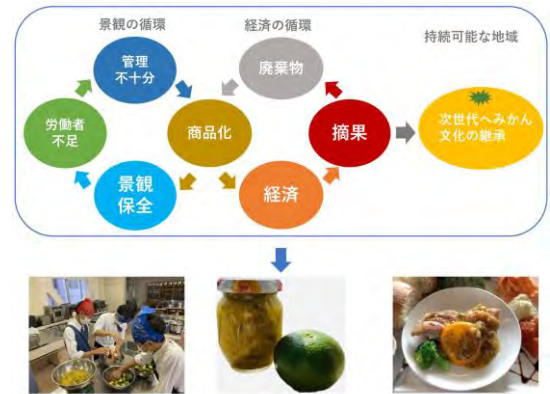 景観の循環
経済の循環
持続可能な地域
管理
不十分
廃棄物
労働者
不足
商品化
摘果
次世代へみかん
文化の継承
景観
保全
経済